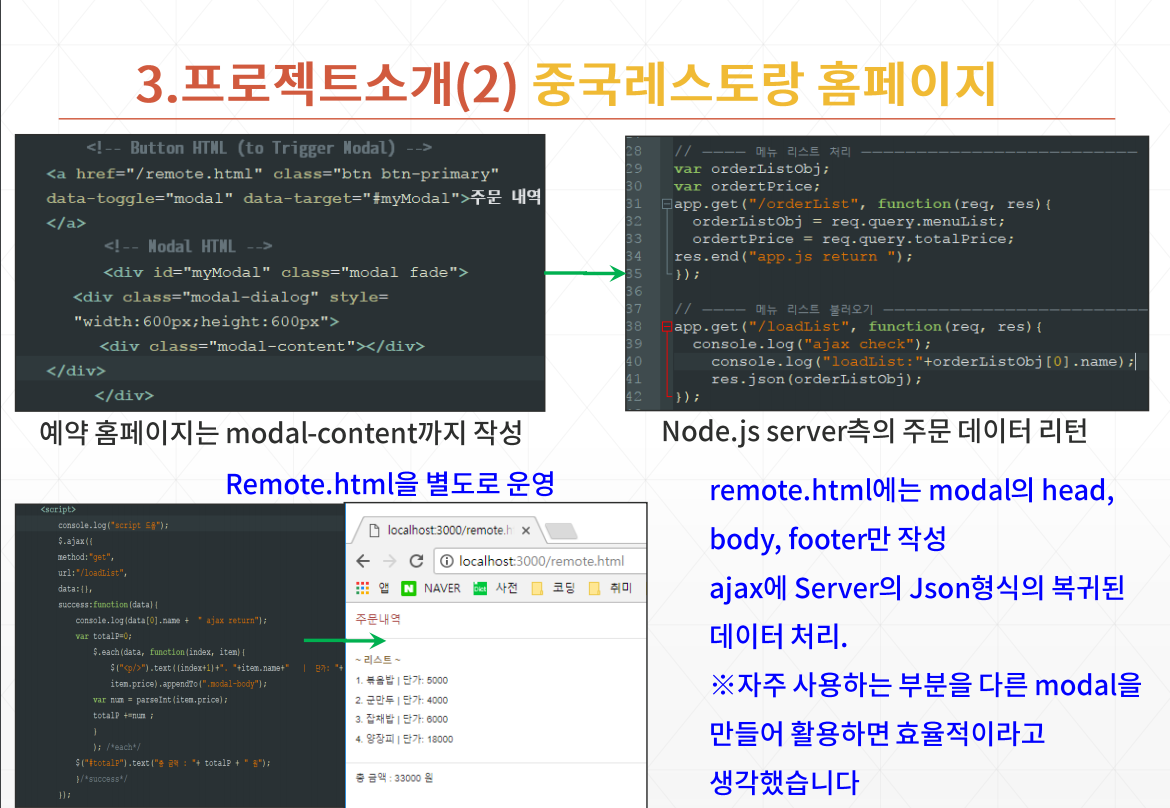 3.프로젝트소개(2) 중국레스토랑 홈페이지
<!-- Button HTML (to Trigger Modal) -->
<a href="/remote.html" class="btn btn-primary"
data-toggle="modal" data-target="#myModal">주문 내역
</a>
<!-- Modal HTML -->
<div id="myModal" class="modal fade">
<div class="modal-dialog" style=
"width:600px;height:600px">
<div class="modal-content"></div>
</div>
</div>
28 // ---- 메뉴 리스트 처리 ----------------------------
29 var orderListObj;
30 var ordertPrice;
31 app.get("/orderList", function(req, res){
32 orderListObj = req.query.menuList;
33 ordertPrice = req.query.totalPrice;
34 res.end("app.js return ");
35 });
36
37 // ---- 메뉴 리스트 불러오기 ---------------------------
38 app.get("/loadList", function(req, res){
39 console.log("ajax check");
40 console.log("loadList:"+orderListObj[0].name);
41 res.json(orderListObj);
42 });
예약 홈페이지는 modal-content까지 작성
Node.js server측의 주문 데이터 리턴
Remote.html을 별도로 운영
<script>
console.log("script 도용");
$.ajax({
method:"get",
url:"/loadList",
data:{},
success:function(data){
console.log(data[0].name + " ajax return");
var totalP=0;
$.each(data, function(index, item){
$("<p/>").text((index+1)+". "+item.name+" | 단가: "+
item.price).appendTo(".modal-body");
var num = parseInt(item.price);
totalP +=num ;
}
); /*each*/
$("#totalP").text("총 금액 : "+ totalP + " 원");
}/*success*/
});
localhost:3000/remote.h
localhost:3000/remote.html
앱 NAVER 사전 코딩 취미
주문내역
~ 리스트 ~
1. 볶음밥 | 단가: 5000
2. 군만두 | 단가: 4000
3. 잡채밥 | 단가: 6000
4. 양장피 | 단가: 18000
총 금액 : 33000 원
remote.html에는 modal의 head,
body, footer만 작성
ajax에 Server의 Json형식의 복귀된
데이터 처리.
※자주 사용하는 부분을 다른 modal을
만들어 활용하면 효율적이라고
생각했습니다